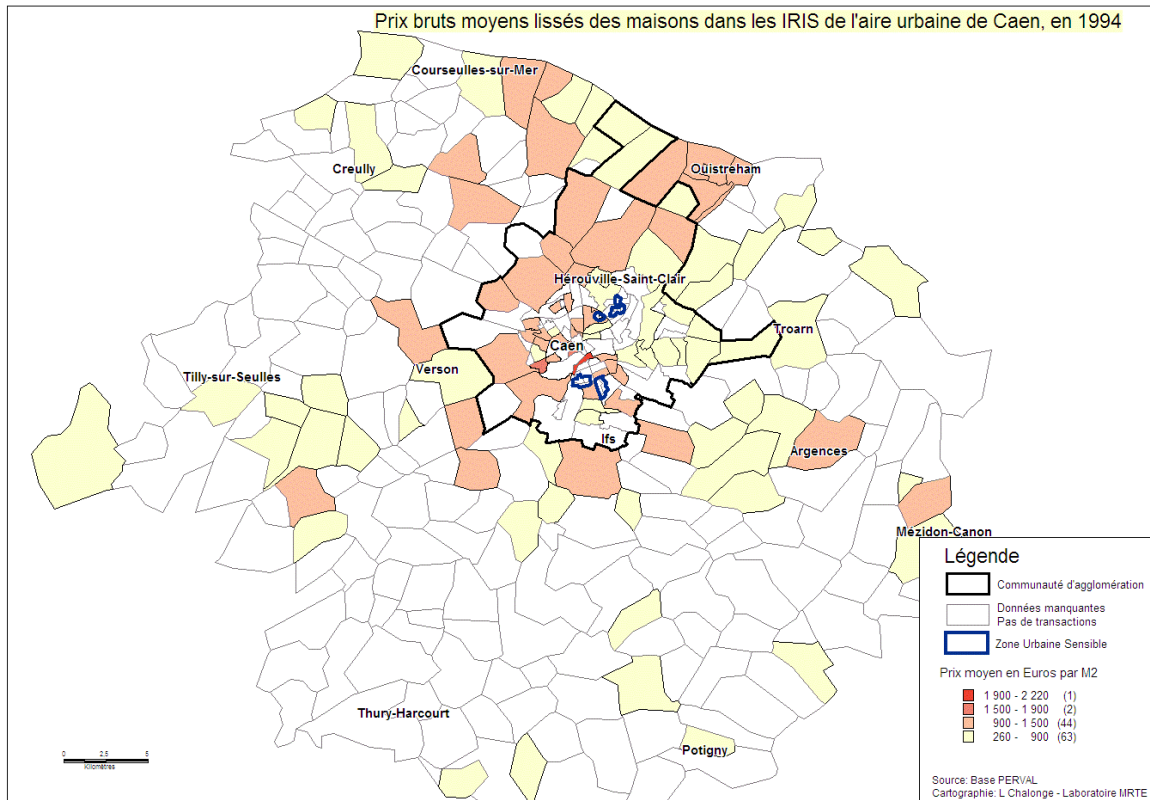 Prix bruts moyens lissés des maisons dans les IRIS de l'aire urbaine de Caen, en 1994
Courseulles-sur-Mer
Creully
Oüistreham
Hérouville-Saint-Clair
Troarn
Caen
Verson
Tilly-sur-Seulles
Ifs
Argences
Mézidon-Canon
Thury-Harcourt
Potigny
0 2.5 5
Kilomètres
Légende
Communauté d'agglomération
Données manquantes
Pas de transactions
Zone Urbaine Sensible
Prix moyen en Euros par M2
1 900 - 2 220 (1)
1 500 - 1 900 (2)
900 - 1 500 (44)
260 - 900 (63)
Source: Base PERVAL
Cartographie: L Chalonge - Laboratoire MRTE